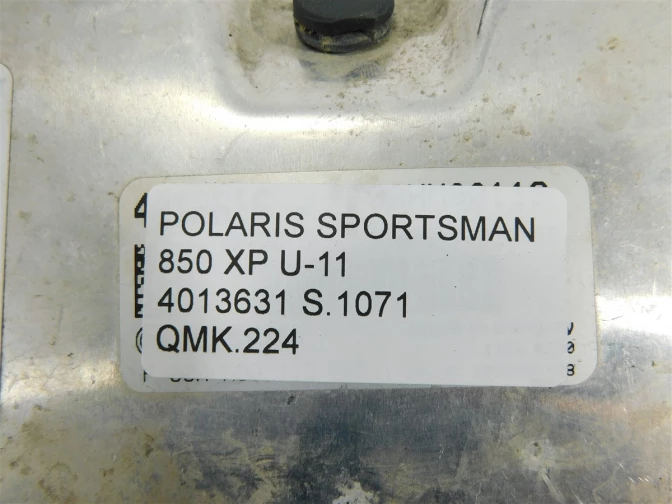 POLARIS SPORTSMAN
850 XP U-11
4013631 S.1071
QMK.224